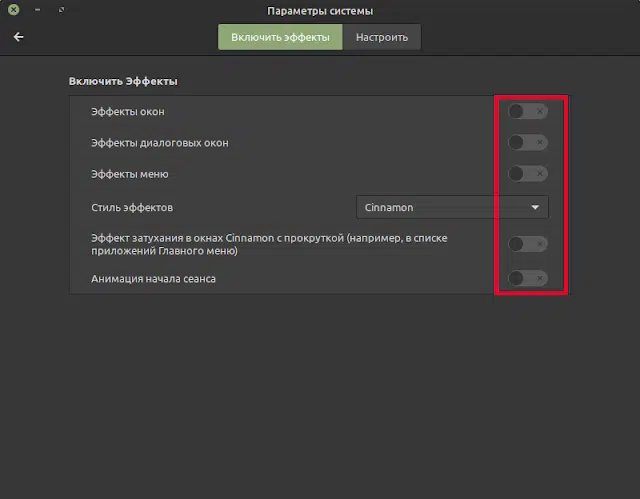 Параметры системы
Включить эффекты
Настроить
Включить Эффекты
Эффекты окон
Эффекты диалоговых окон
Эффекты меню
Стиль эффектов
Cinnamon
Эффект затухания в окнах Cinnamon с прокруткой (например, в списке
приложений Главного меню)
Анимация начала сеанса